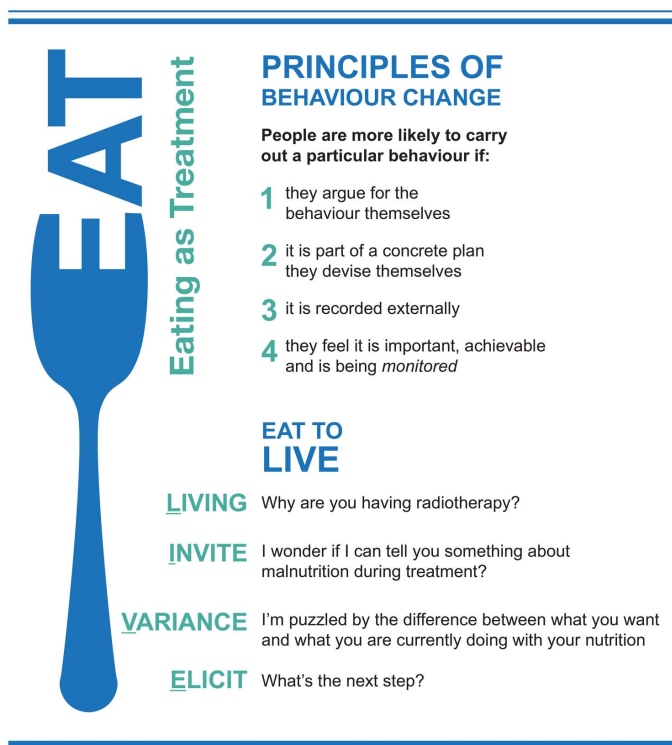 EAT
Eating as Treatment
PRINCIPLES OF
BEHAVIOUR CHANGE
People are more likely to carry
out a particular behaviour if:
1 they argue for the
behaviour themselves
2 it is part of a concrete plan
they devise themselves
3 it is recorded externally
4 they feel it is important, achievable
and is being monitored
EAT TO
LIVE
LIVING Why are you having radiotherapy?
INVITE I wonder if I can tell you something about
malnutrition during treatment?
VARIANCE I'm puzzled by the difference between what you want
and what you are currently doing with your nutrition
ELICIT What's the next step?